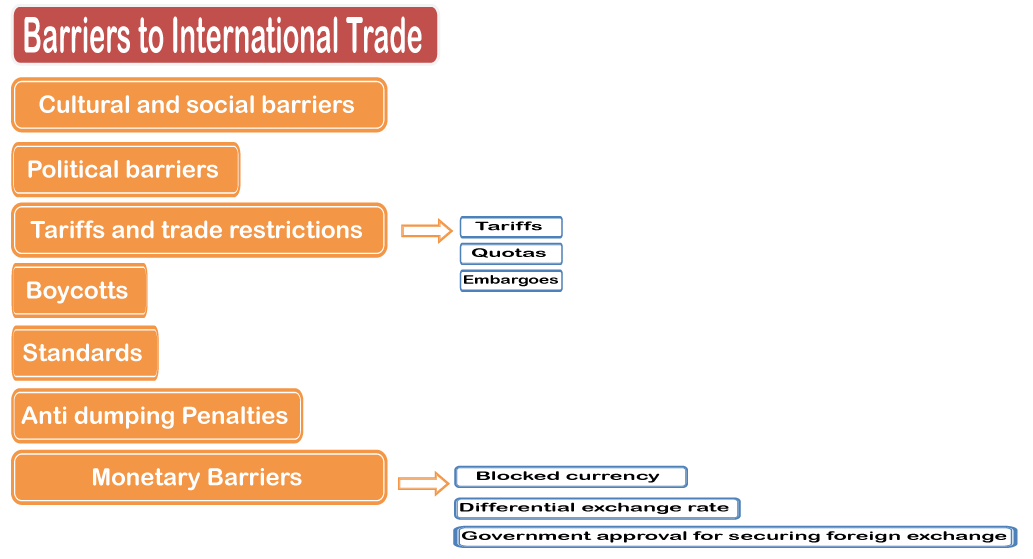 Barriers to International Trade
Cultural and social barriers
Political barriers
Tariffs and trade restrictions
Tariffs
Quotas
Embargoes
Boycotts
Standards
Anti dumping Penalties
Monetary Barriers
Blocked currency
Differential exchange rate
Government approval for securing foreign exchange